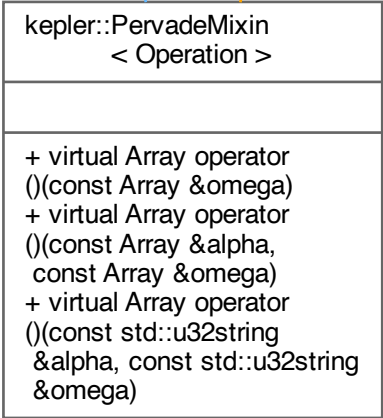 kepler::PervadeMixin
< Operation >
+ virtual Array operator
()(const Array &omega)
+ virtual Array operator
()(const Array &alpha,
const Array &omega)
+ virtual Array operator
()(const std::u32string
&alpha, const std::u32string
&omega)